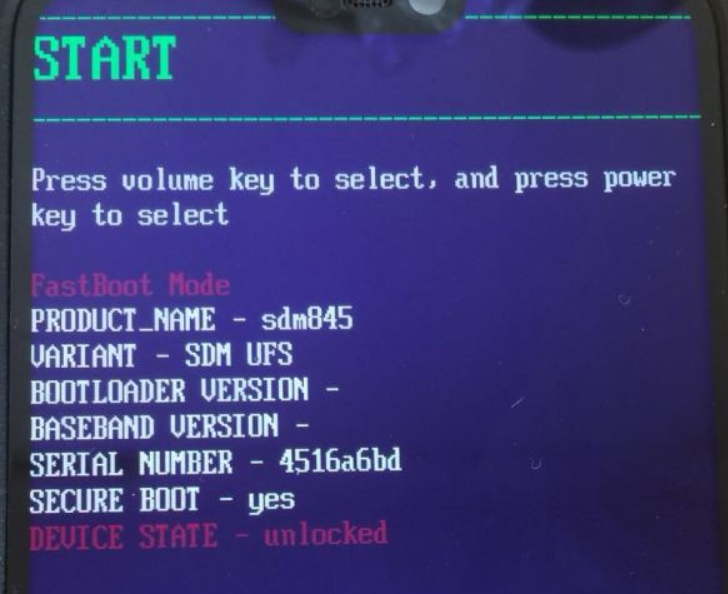 START
Press volume key to select, and press power
key to select
FastBoot Mode
PRODUCT_NAME - sdm845
VARIANT - SDM UFS
BOOTLOADER VERSION -
BASEBAND VERSION -
SERIAL NUMBER - 4516a6bd
SECURE BOOT - yes
DEVICE STATE - unlocked